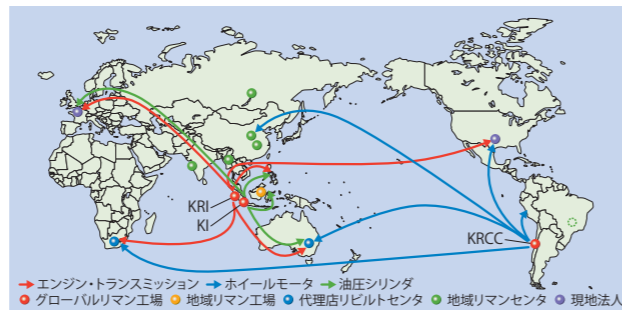 KRI
KI
KRCC
エンジン・トランスミッション ホイールモータ 油圧シリンダ
グローバルリマン工場 地域リマン工場 代理店リビルトセンタ 地域リマンセンタ 現地法人